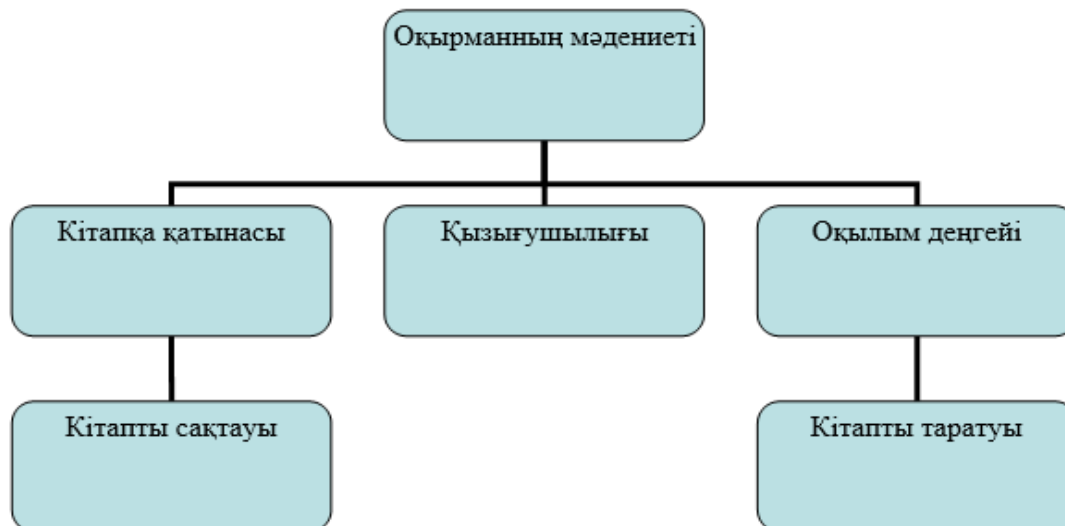 Оқырманның мәдениеті
Кітапқа қатынасы
Қызығушылығы
Оқылым деңгейі
Кітапты сақтауы
Кітапты таратуы